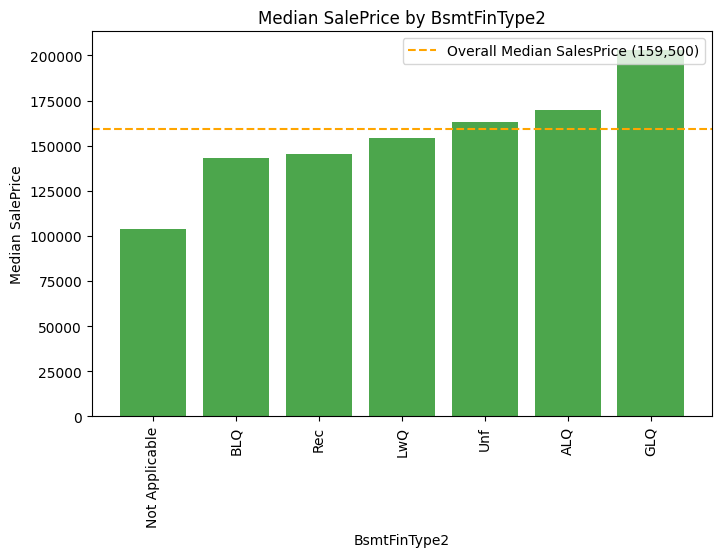 Median SalePrice by BsmtFinType2
Overall Median SalesPrice (159,500)
200000
175000
150000
125000
100000
75000
50000
25000
0
Median SalePrice
Not Applicable
BLQ
Rec
LwQ
Unf
ALQ
GLQ
BsmtFinType2